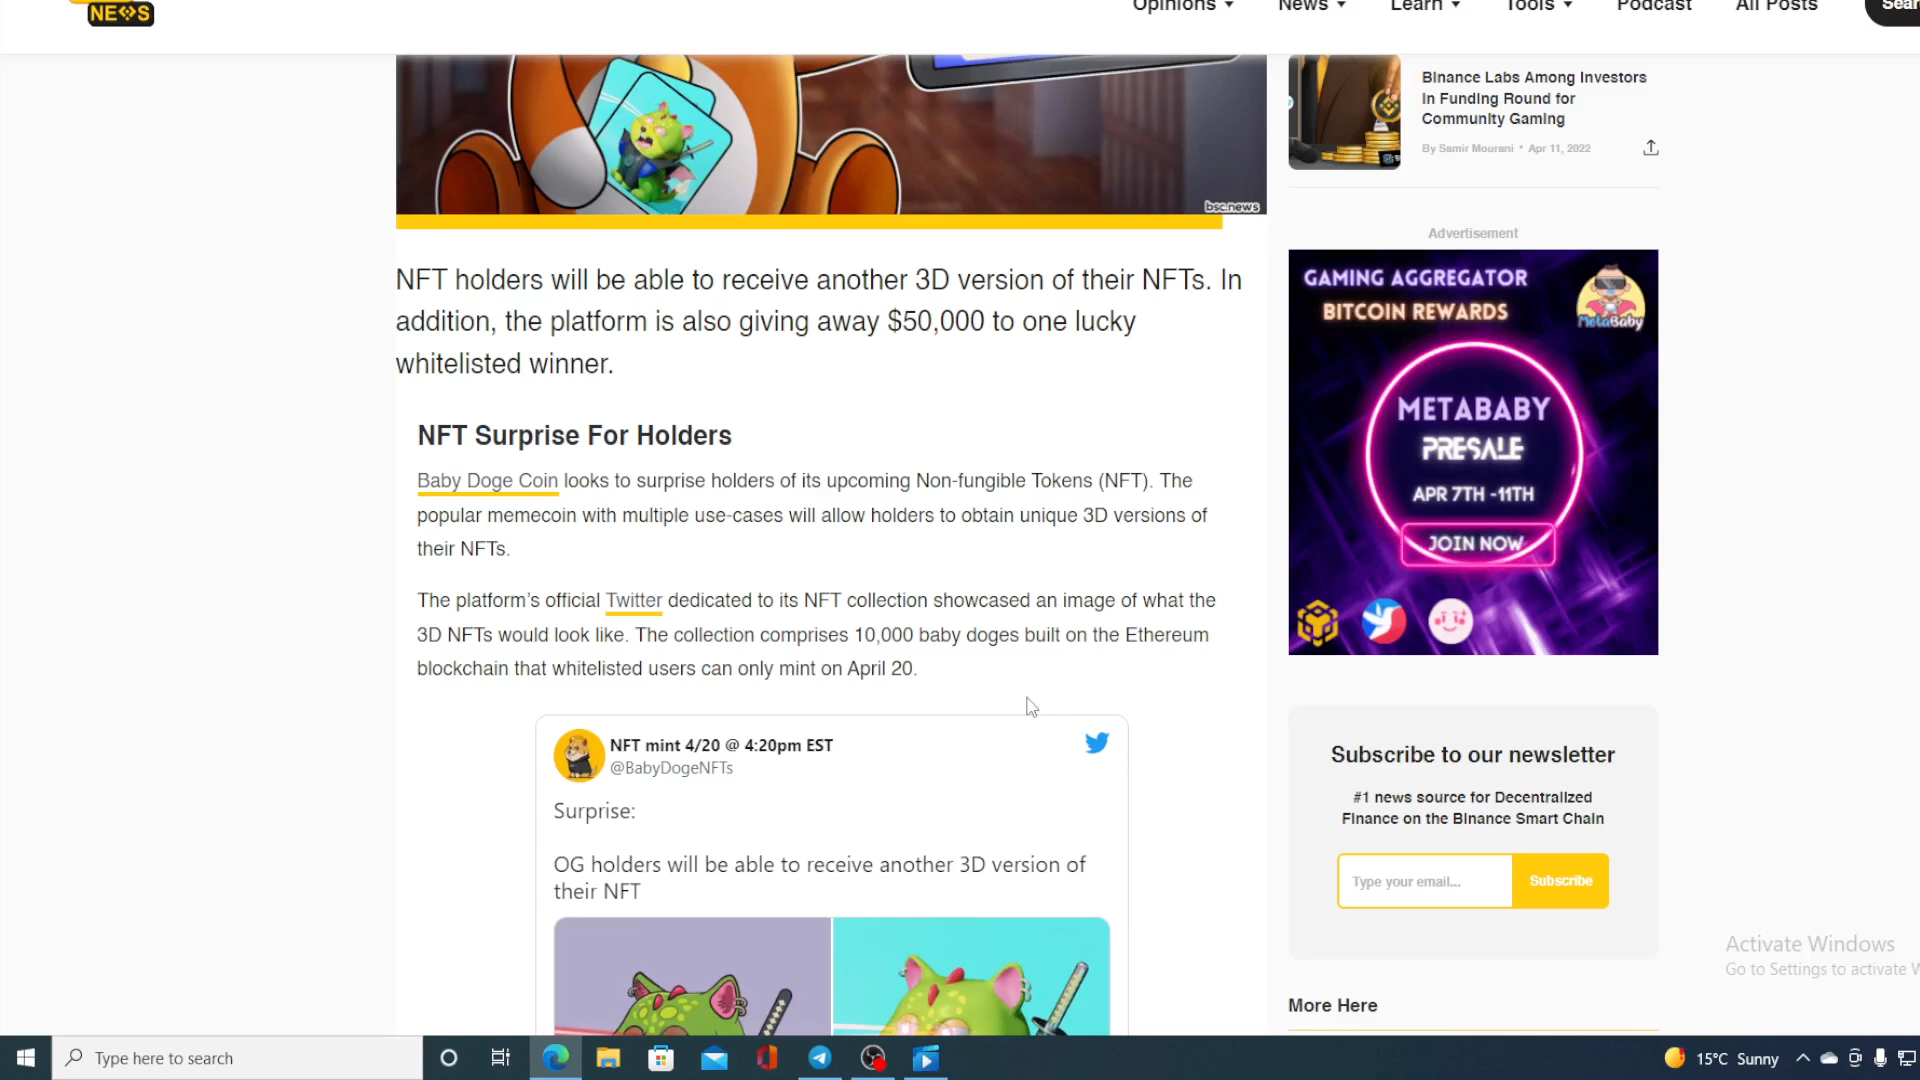 NEWS
Opinions
News
Learn
Tools
Podcast
All Posts
bsc.news
NFT holders will be able to receive another 3D version of their NFTs. In
addition, the platform is also giving away $50,000 to one lucky
whitelisted winner.
NFT Surprise For Holders
Baby Doge Coin looks to surprise holders of its upcoming Non-fungible Tokens (NFT). The
popular memecoin with multiple use-cases will allow holders to obtain unique 3D versions of
their NFTs.
The platform's official Twitter dedicated to its NFT collection showcased an image of what the
3D NFTs would look like. The collection comprises 10,000 baby doges built on the Ethereum
blockchain that whitelisted users can only mint on April 20.
NFT mint 4/20 @ 4:20pm EST
@BabyDogeNFTs
Surprise:
OG holders will be able to receive another 3D version of
their NFT
Binance Labs Among Investors
In Funding Round for
Community Gaming
By Samir Mourani • Apr 11, 2022
Advertisement
GAMING AGGREGATOR
BITCOIN REWARDS
MetaBaby
METABABY
PRESALE
APR 7TH -11TH
JOIN NOW
Subscribe to our newsletter
#1 news source for Decentralized
Finance on the Binance Smart Chain
Type your email...
Subscribe
Activate Windows
Go to Settings to activate
More Here
Type here to search
15°C Sunny